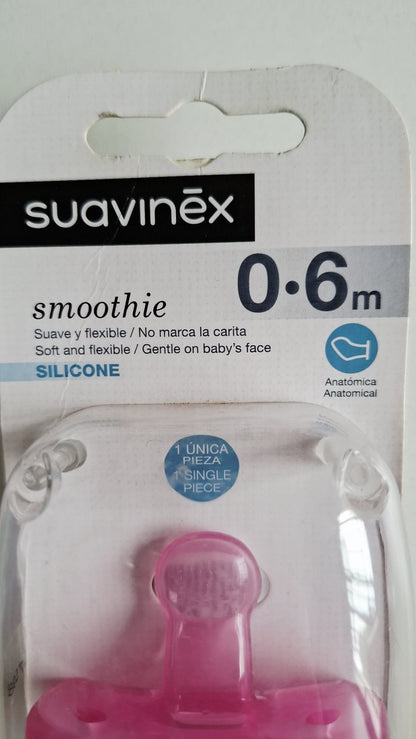 suavinēx
0·6m
smoothie
Suave y flexible / No marca la carita
Soft and flexible / Gentle on baby's face
SILICONE
Anatómica
Anatomical
1 ÚNICA
PIEZA
1 SINGLE
PIECE